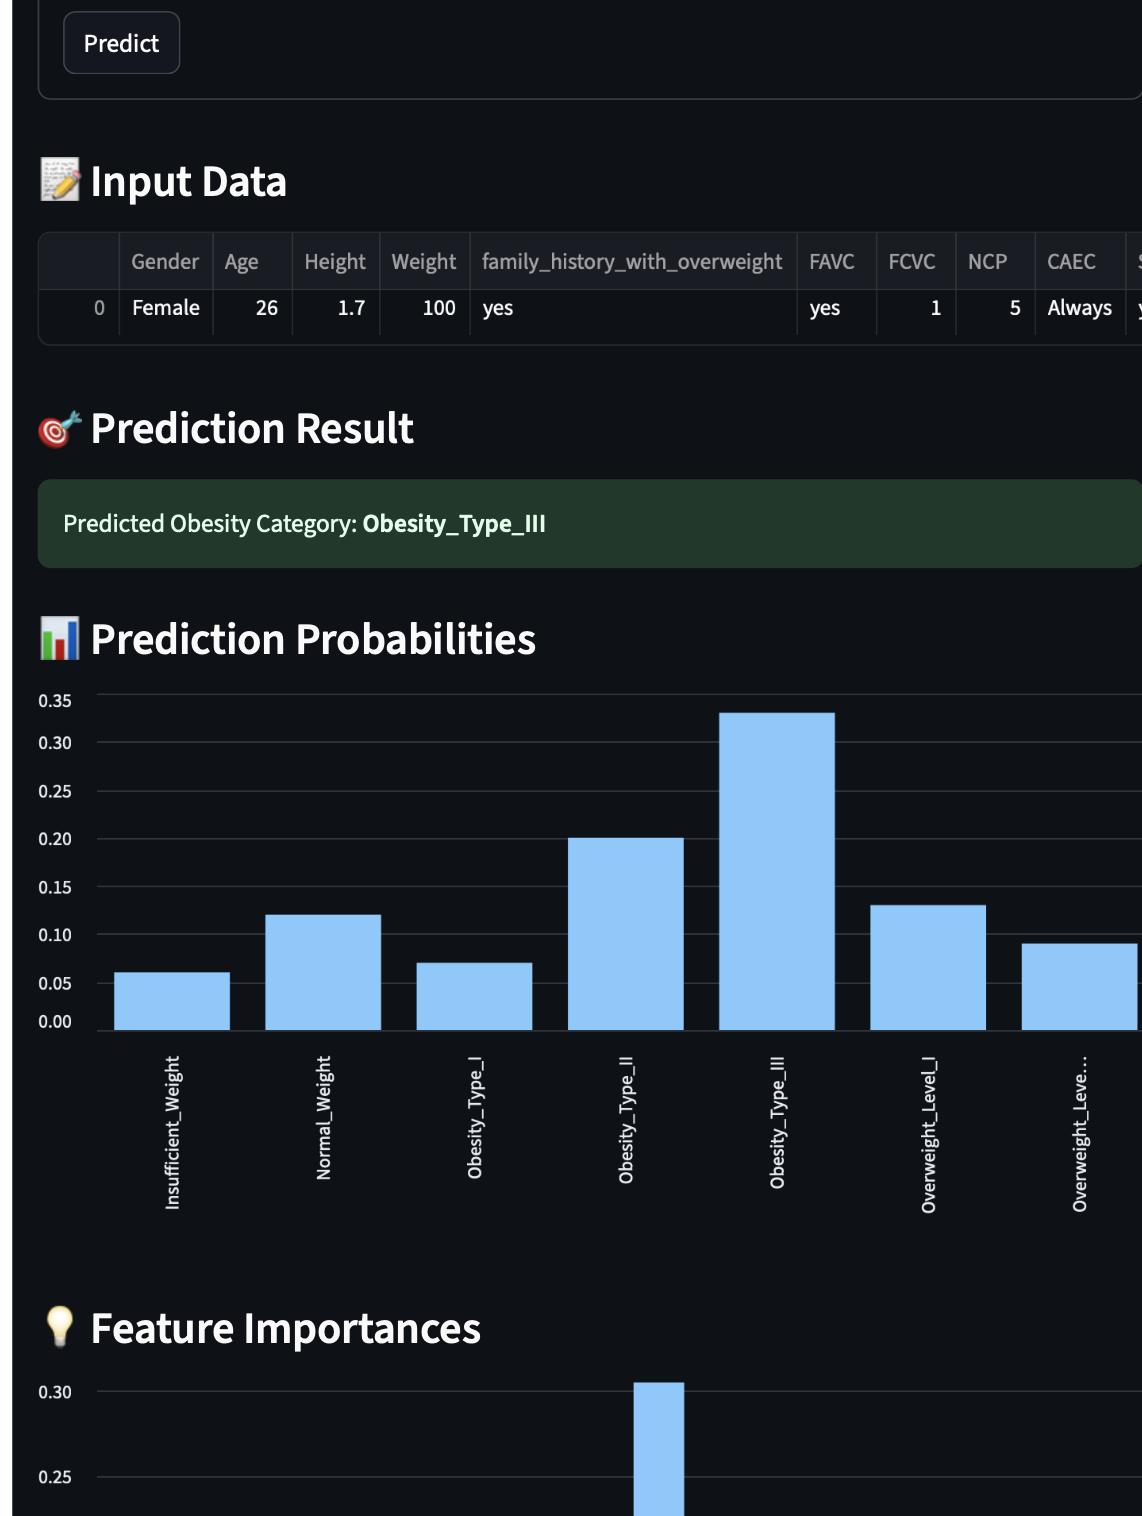 Predict
Input Data
Gender Age Height Weight family_history_with_overweight FAVC FCVC NCP CAEC
0 Female 26 1.7 100 yes yes 1 5 Always
Prediction Result
Predicted Obesity Category: Obesity_Type_III
Prediction Probabilities
0.35
0.30
0.25
0.20
0.15
0.10
0.05
0.00
Insufficient_Weight
Normal_Weight
Obesity_Type_I
Obesity_Type_II
Obesity_Type_III
Overweight_Level_I
Overweight_Leve…
Feature Importances
0.30
0.25